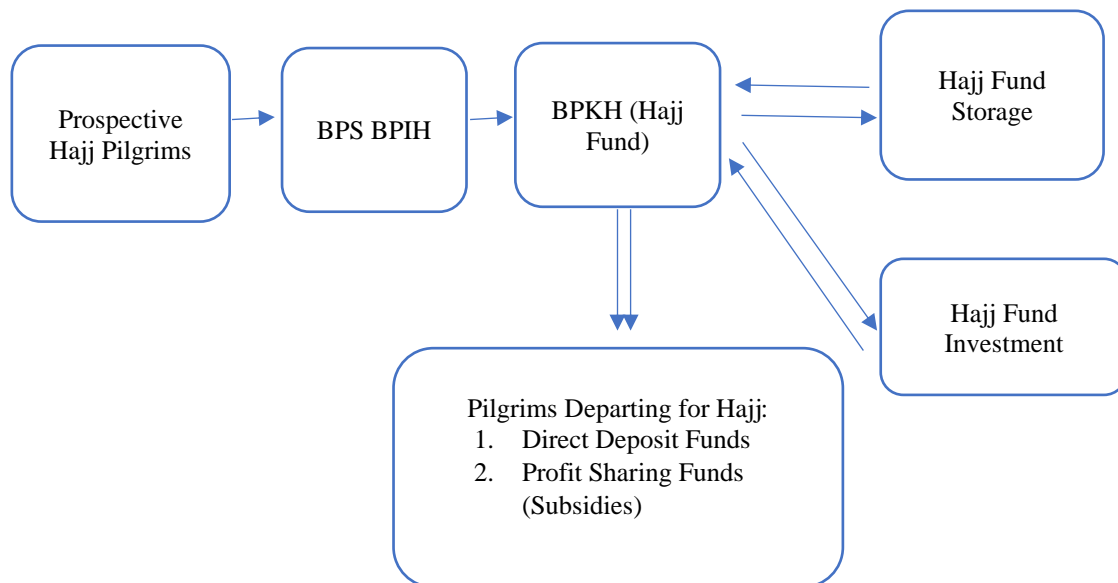 Prospective
Hajj Pilgrims
BPS BPIH
BPKH (Hajj
Fund)
Hajj Fund
Storage
Hajj Fund
Investment
Pilgrims Departing for Hajj:
1. Direct Deposit Funds
2. Profit Sharing Funds
(Subsidies)